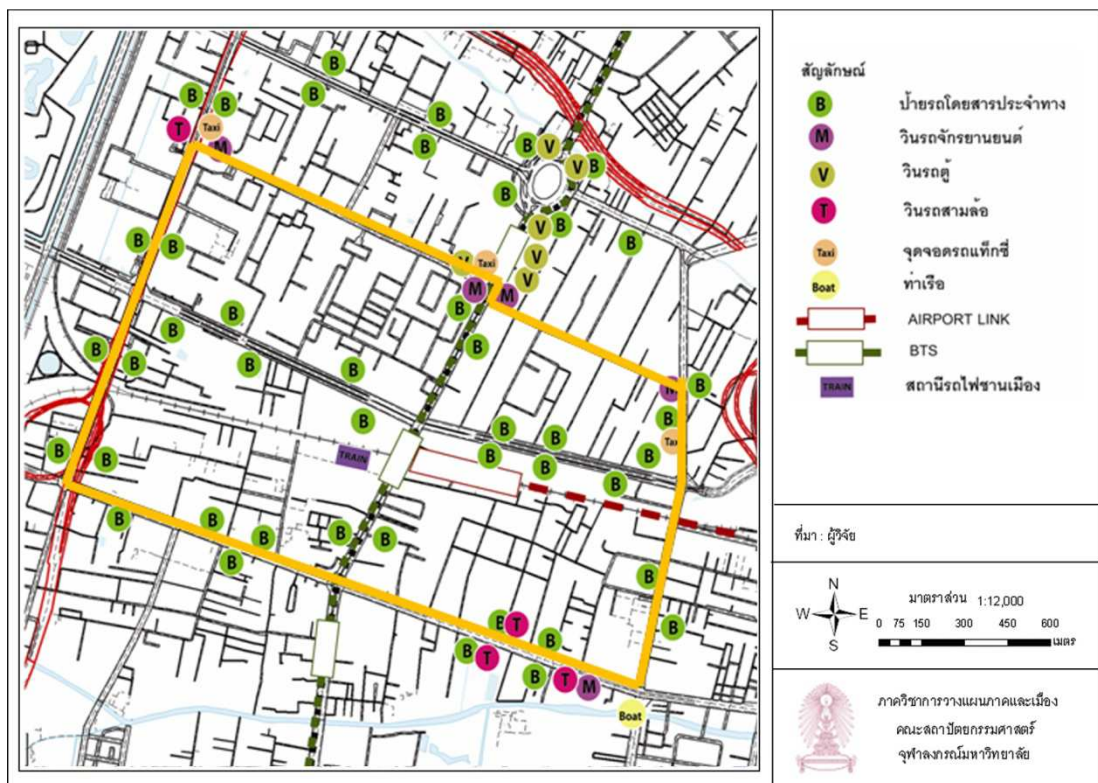 สัญลักษณ์
B ป้ายรถโดยสารประจำทาง
M วินรถจักรยานยนต์
V วินรถตู้
T วินรถสามล้อ
Taxi จุดจอดรถแท็กซี่
Boat ท่าเรือ
AIRPORT LINK
BTS
TRAIN สถานีรถไฟชานเมือง
ที่มา : ผู้วิจัย
N
W E
S
มาตราส่วน 1:12,000
0 75 150 300 450 600
เมตร
ภาควิชาการวางแผนภาคและเมือง
คณะสถาปัตยกรรมศาสตร์
จุฬาลงกรณ์มหาวิทยาลัย
B
B
B B
B
T Taxi
M
B
B
B V
V B
B
V B
B
V
V
Taxi
M M
B
B
B B
B
B
B
B
B
B
B
M B
B
Taxi
B
B
B
B
B
B
B
B
TRAIN
B
B
B
B
B
B
B
B
B
B
B
B T
B
B T
B T M
Boat